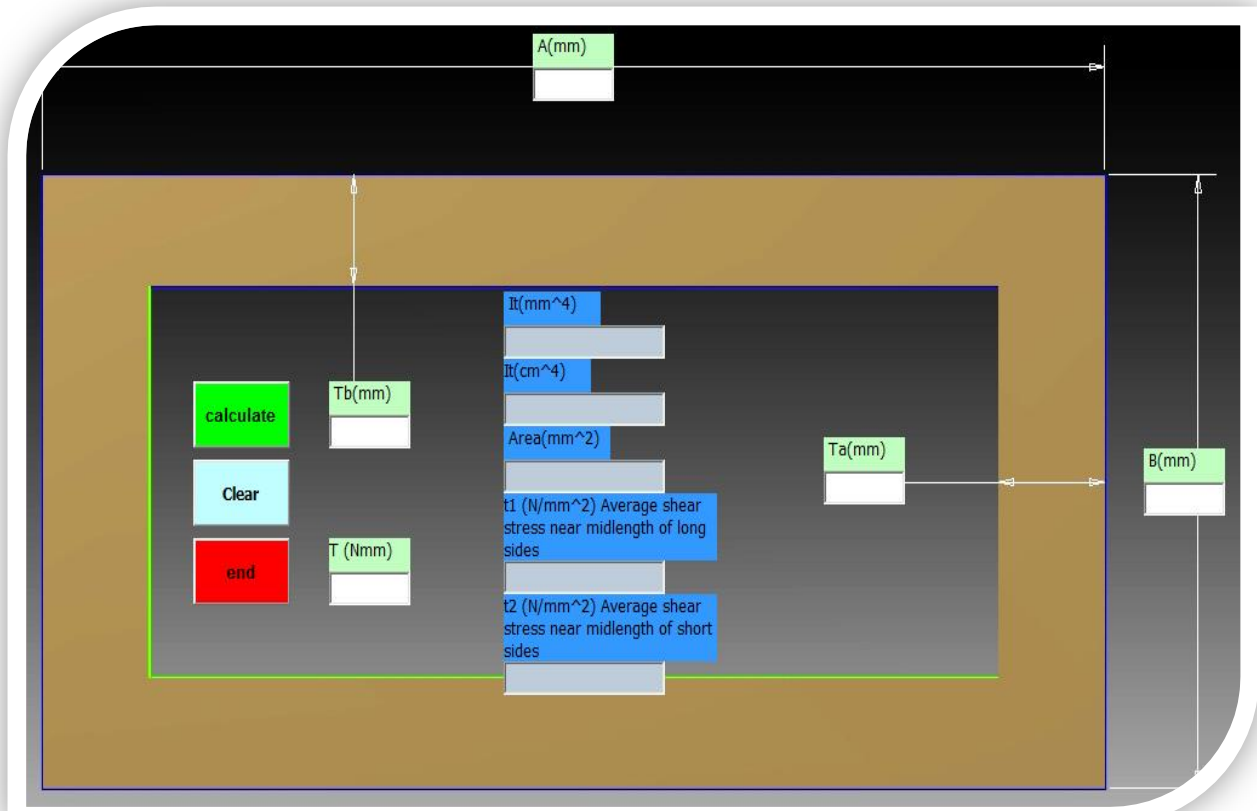 A(mm)
It(mm^4)
It(cm^4)
Tb(mm)
calculate
Area(mm^2)
Ta(mm)
B(mm)
Clear
t1 (N/mm^2) Average shear
stress near midlength of long
sides
T (Nmm)
end
t2 (N/mm^2) Average shear
stress near midlength of short
sides